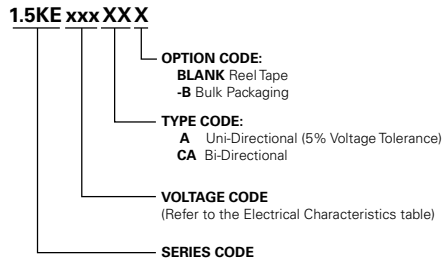 1.5KE xxx XX X
OPTION CODE:
BLANK Reel Tape
-B Bulk Packaging
TYPE CODE:
A Uni-Directional (5% Voltage Tolerance)
CA Bi-Directional
VOLTAGE CODE
(Refer to the Electrical Characteristics table)
SERIES CODE